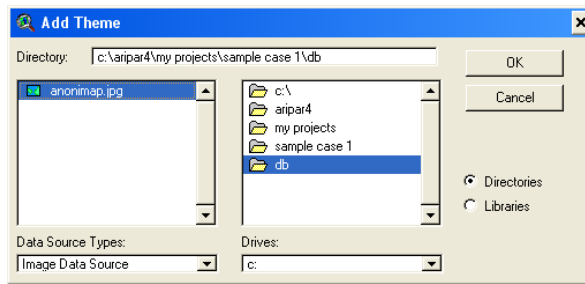 Add Theme
Directory: c:\aripar4\my projects\sample case 1\db
anonimap.jpg
c:\
aripar4
my projects
sample case 1
db
OK
Cancel
Directories
Libraries
Data Source Types:
Image Data Source
Drives:
c: